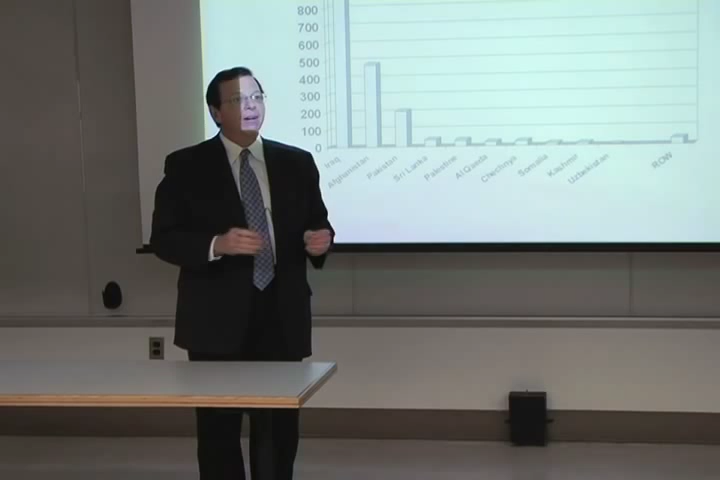 800
700
600
500
400
300
200
100
0
Iraq
Afghanistan
Pakistan
Sri Lanka
Palestine
Al Qaeda
Chechnya
Somalia
Kashmir
Uzbekistan
ROW